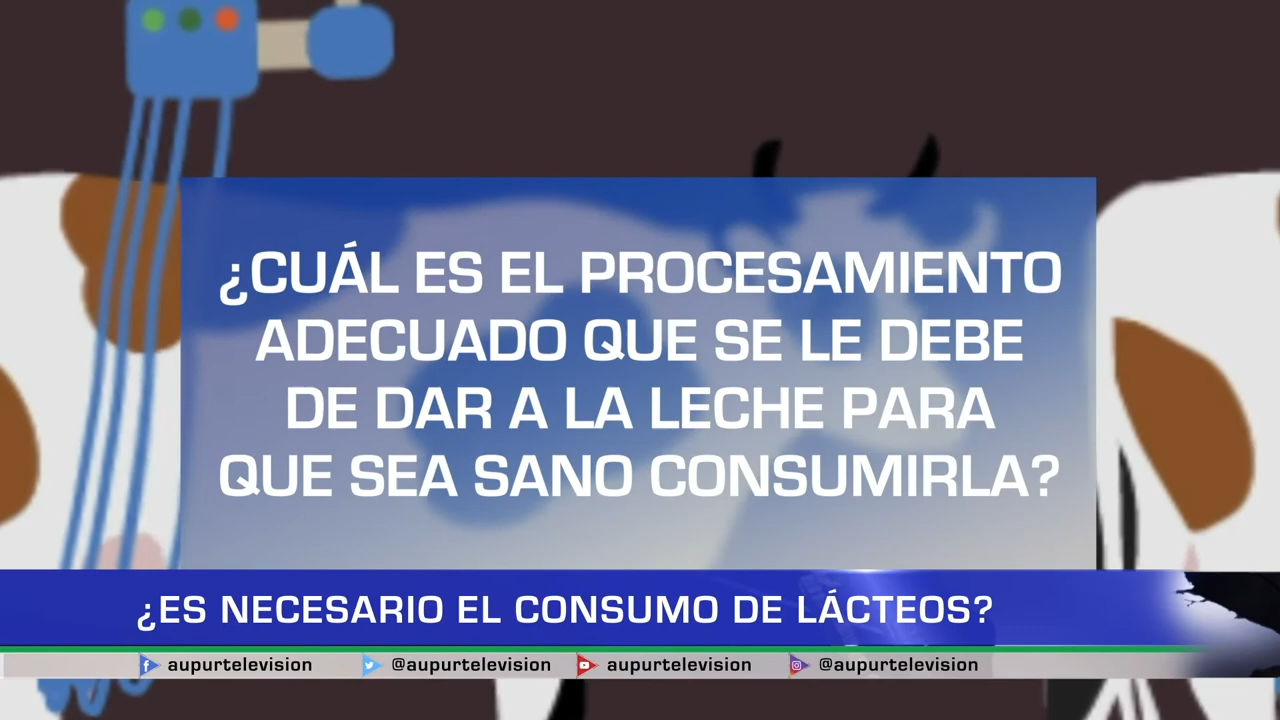 ¿CUÁL ES EL PROCESAMIENTO
ADECUADO QUE SE LE DEBE
DE DAR A LA LECHE PARA
QUE SEA SANO CONSUMIRLA?
¿ES NECESARIO EL CONSUMO DE LÁCTEOS?
aupurtelevision @aupurtelevision aupurtelevision @aupurtelevision